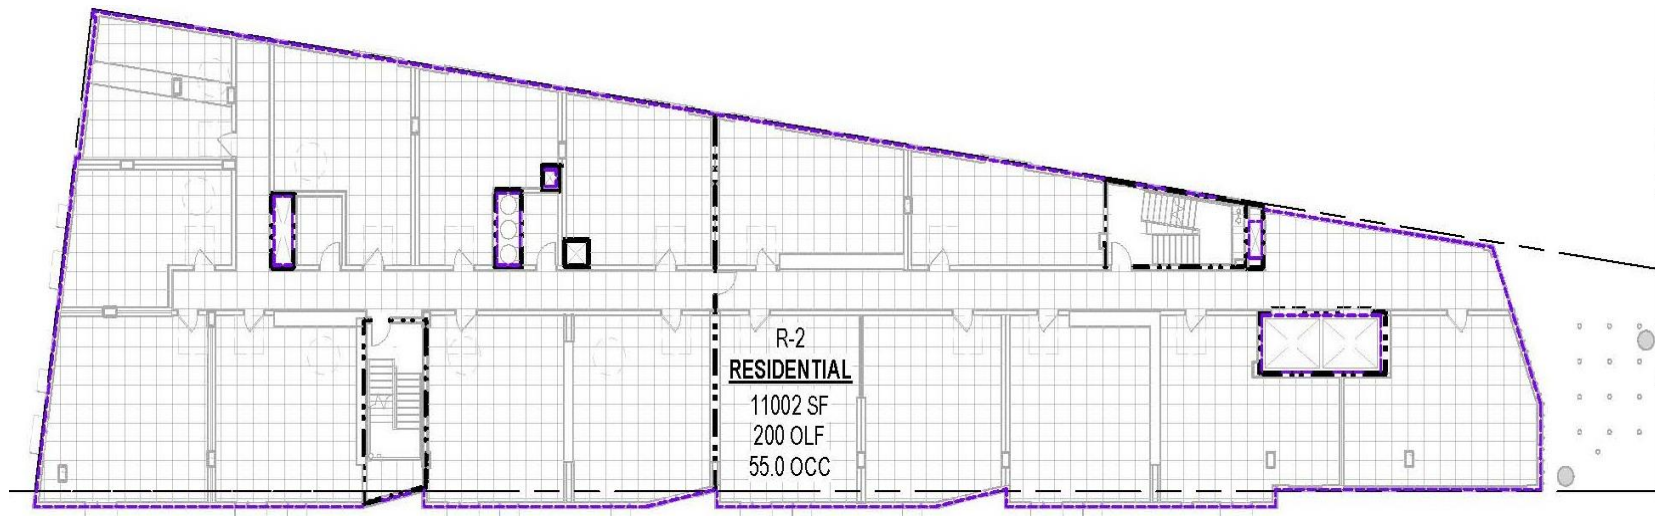 R-2
RESIDENTIAL
11002 SF
200 OLF
55.0 OCC